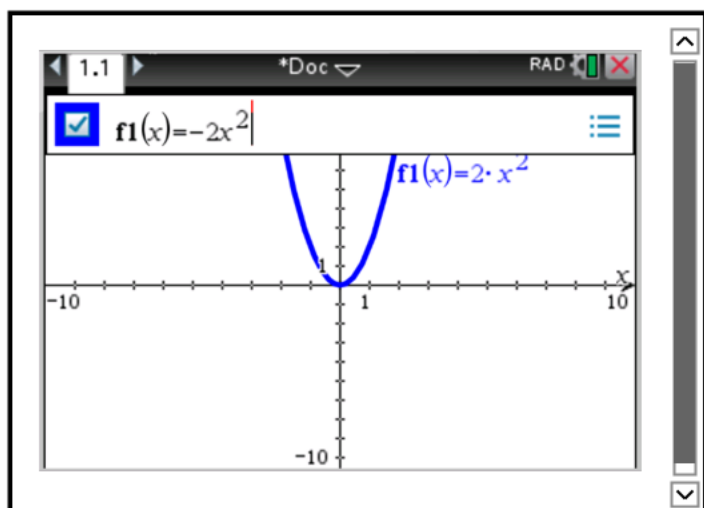 1.1 *Doc RAD
f1(x)=-2x²
f1(x)=2· x²
1
x
-10 1 10
-10